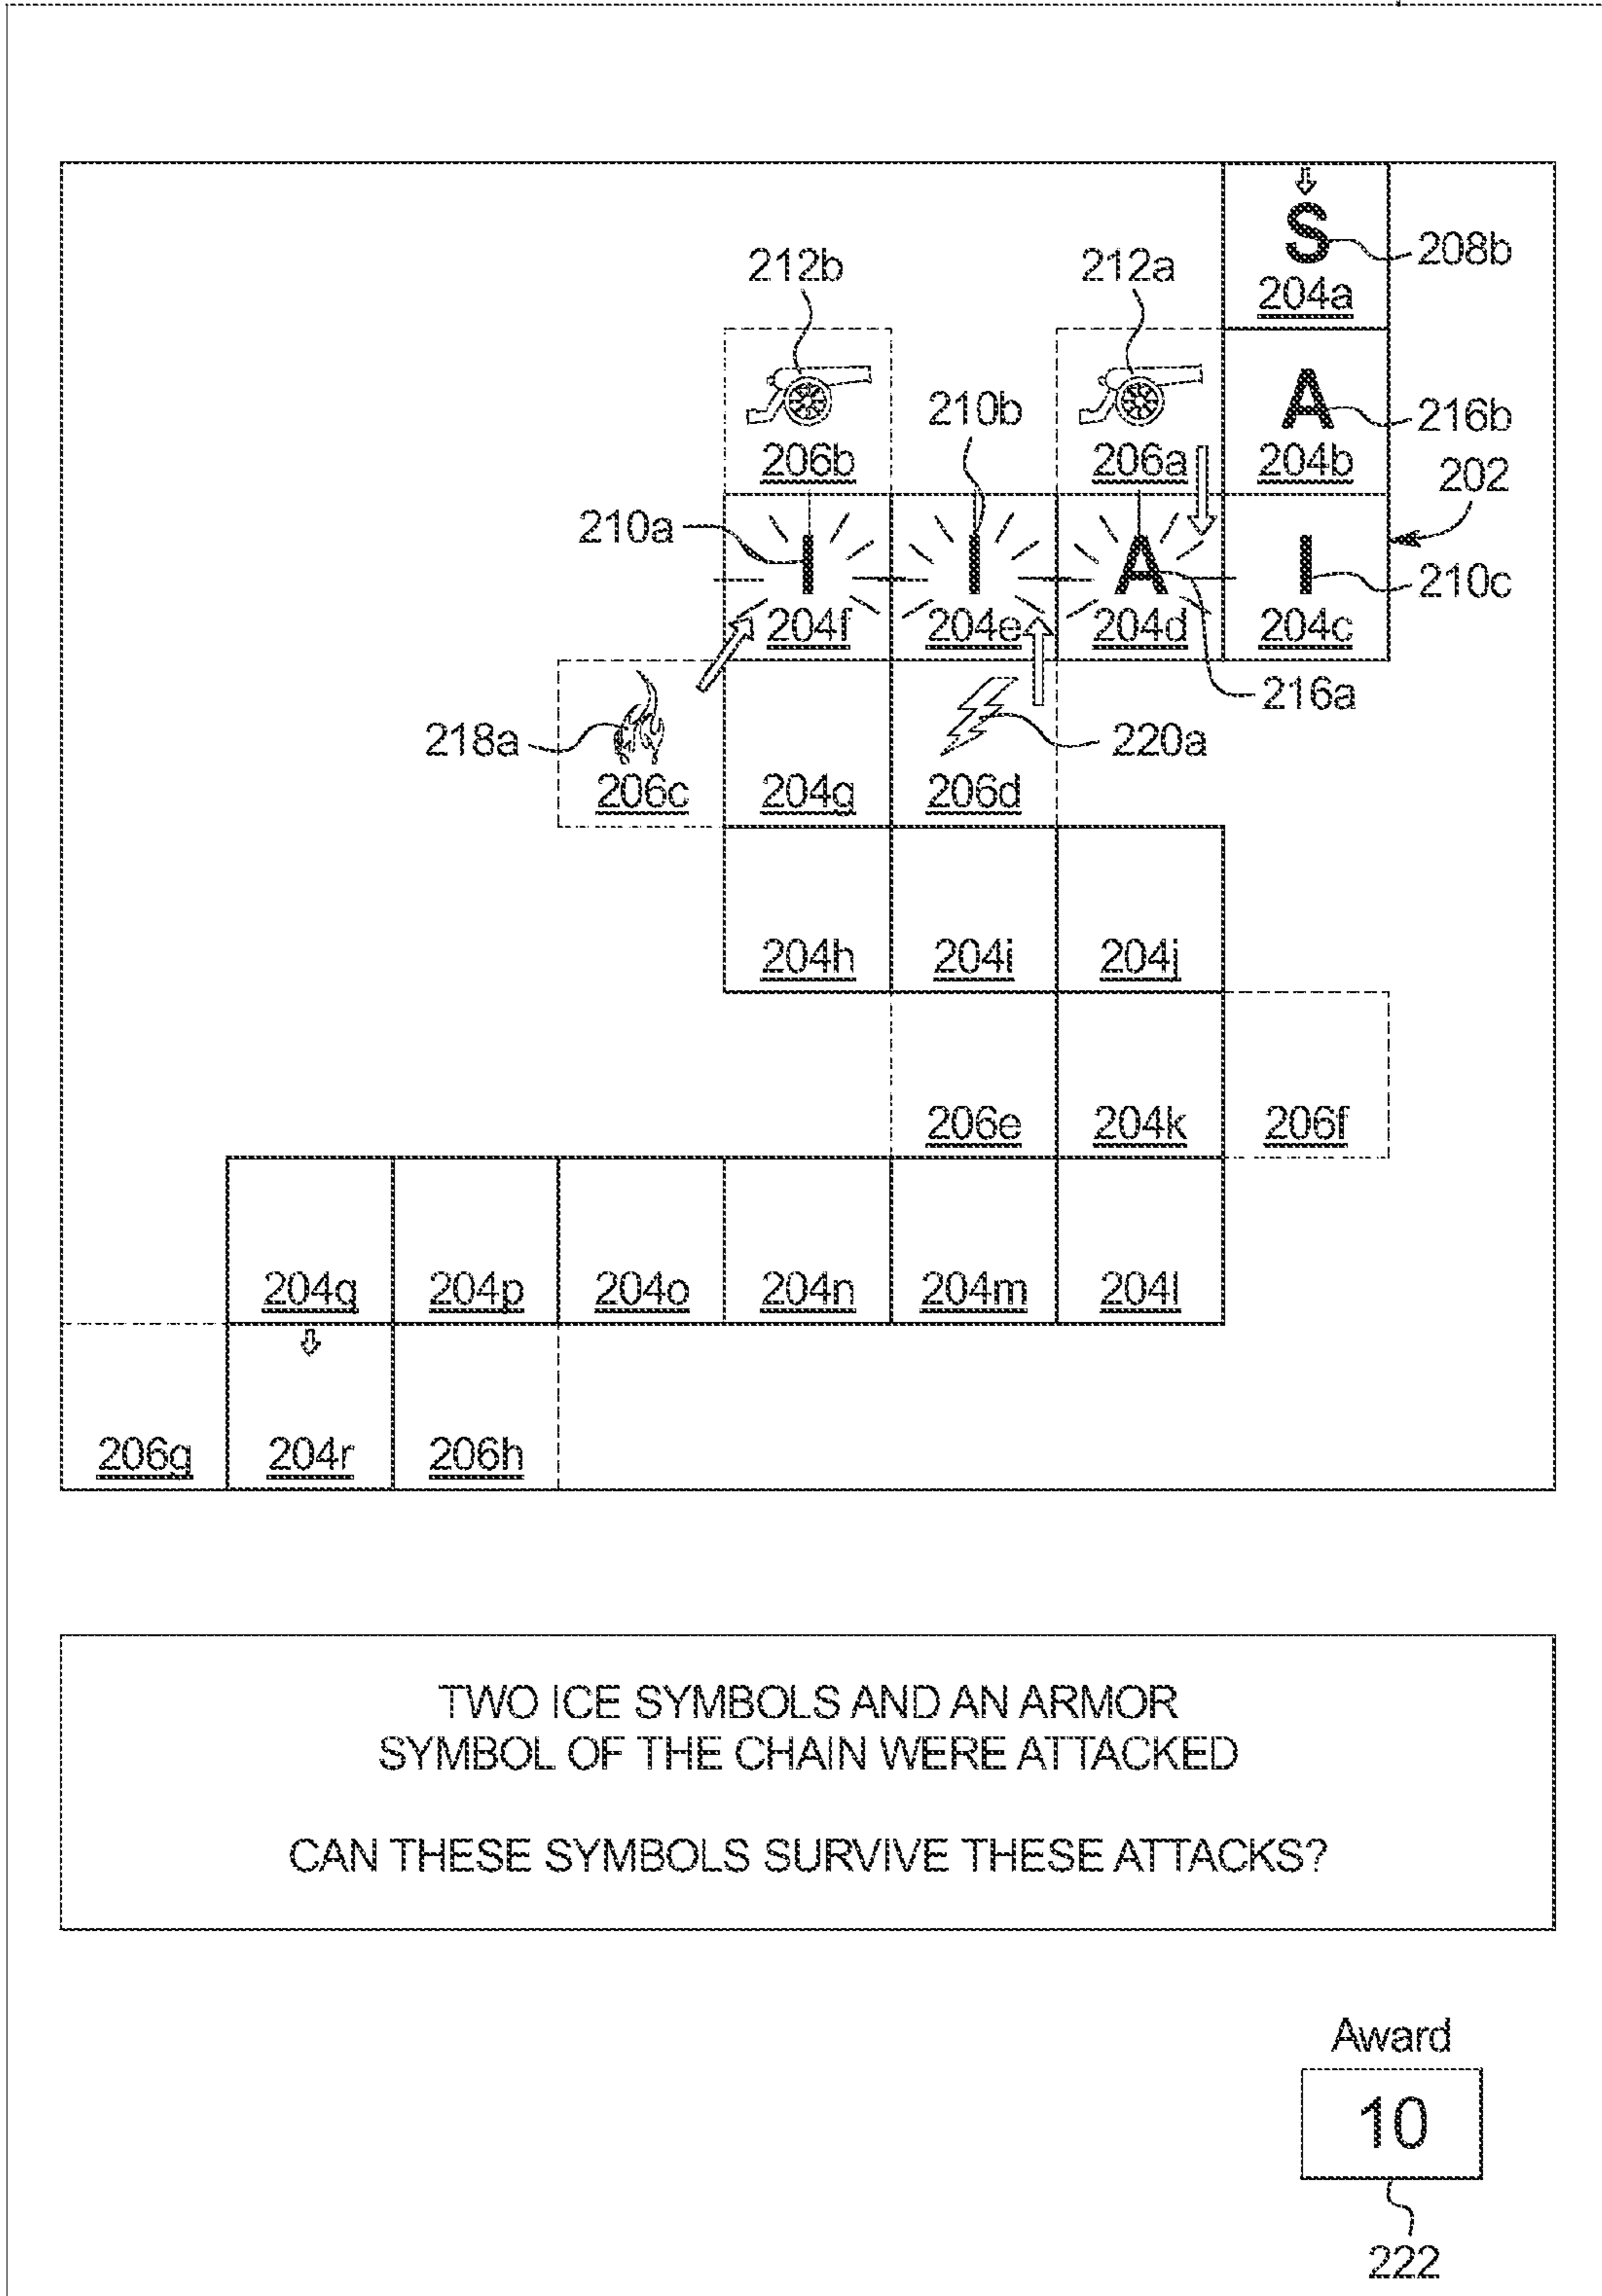 S
208b
204a
212b
212a
A
216b
206b
210b
206a
204b
202
210a
I
I
A
I
210c
204f
204e
204d
204c
216a
218a
220a
206c
204g
206d
204h
204i
204j
206e
204k
206f
204q
204p
204o
204n
204m
204l
206g
204r
206h
TWO ICE SYMBOLS AND AN ARMOR
SYMBOL OF THE CHAIN WERE ATTACKED
CAN THESE SYMBOLS SURVIVE THESE ATTACKS?
Award
10
222